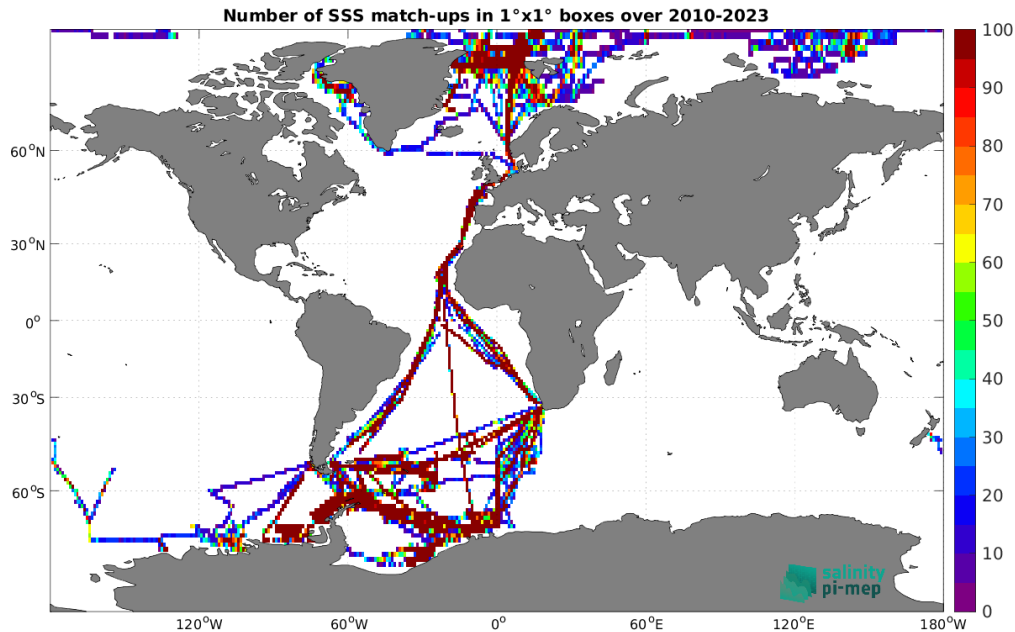 Number of SSS match-ups in 1°x1° boxes over 2010-2023
60°N
30°N
0°
30°S
60°S
120°W
60°W
0°W
60°E
120°E
180°W
100
90
80
70
60
50
40
30
20
10
0
salinity
pi-mep